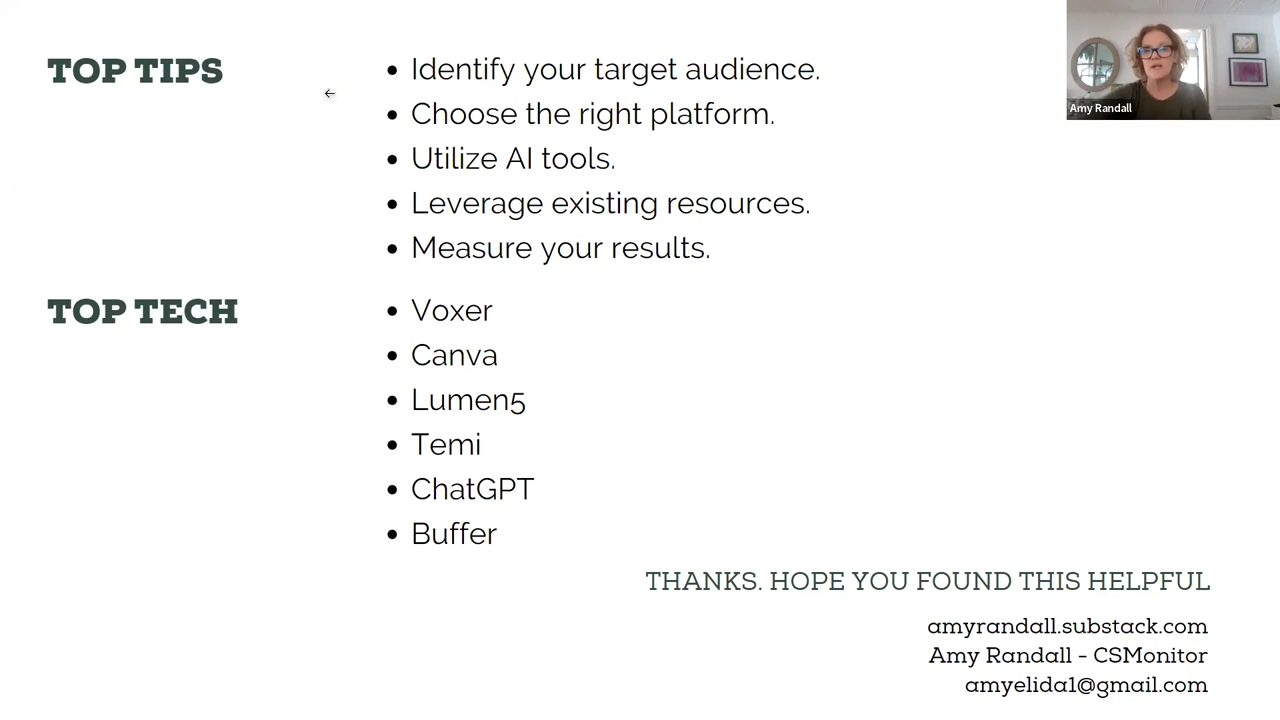 TOP TIPS
• Identify your target audience.
• Choose the right platform.
• Utilize AI tools.
• Leverage existing resources.
• Measure your results.
TOP TECH
• Voxer
• Canva
• Lumen5
• Temi
• ChatGPT
• Buffer
THANKS. HOPE YOU FOUND THIS HELPFUL
amyrandall.substack.com
Amy Randall - CSMonitor
amyelida1@gmail.com
Amy Randall